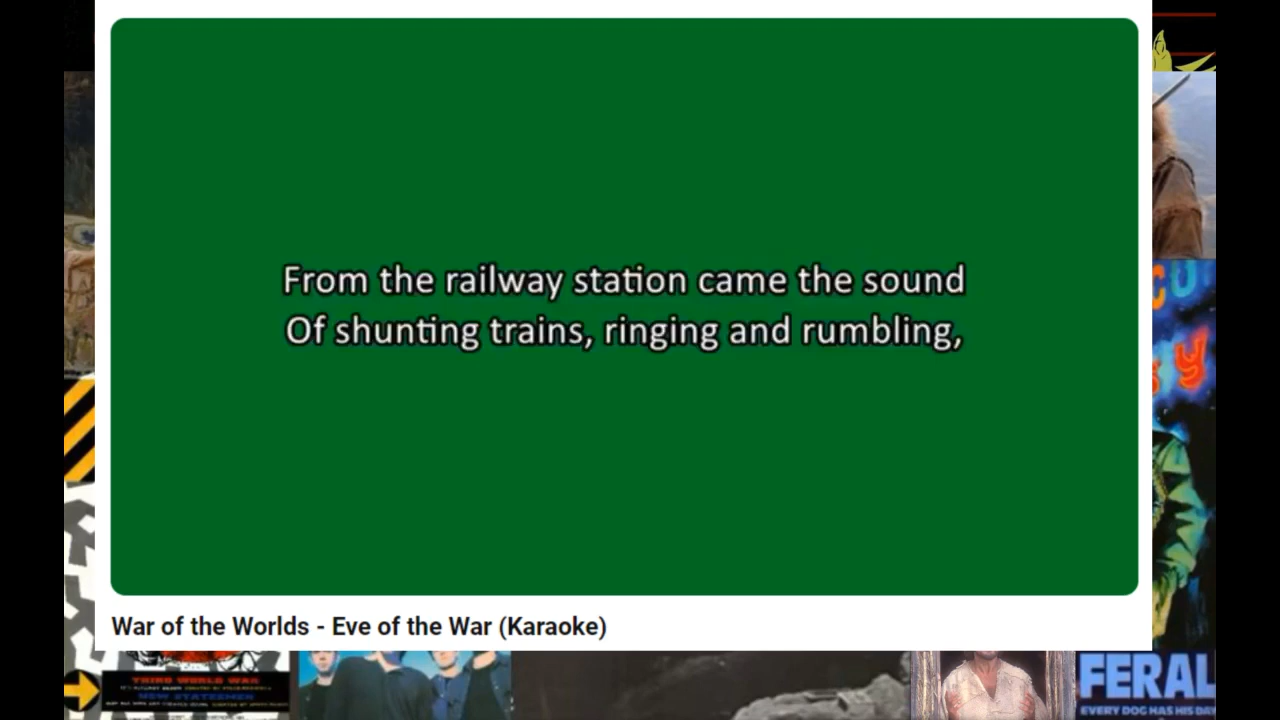 From the railway station came the sound
Of shunting trains, ringing and rumbling,
War of the Worlds - Eve of the War (Karaoke)
THIRD WORLD WAR
NEW STATESMEN
FERAL
EVERY DOG HAS HIS DAY